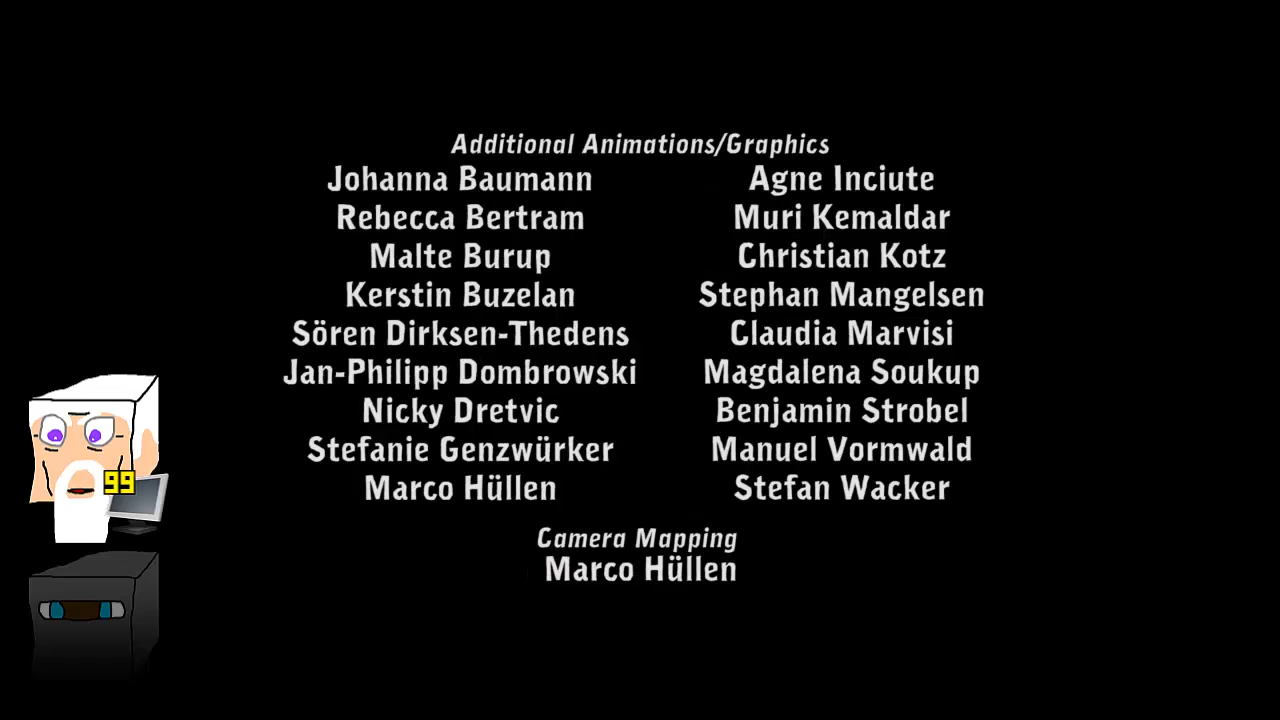 Additional Animations/Graphics
Johanna Baumann
Rebecca Bertram
Malte Burup
Kerstin Buzelan
Sören Dirksen-Thedens
Jan-Philipp Dombrowski
Nicky Dretvic
Stefanie Genzwürker
Marco Hüllen
Agne Inciute
Muri Kemaldar
Christian Kotz
Stephan Mangelsen
Claudia Marvisi
Magdalena Soukup
Benjamin Strobel
Manuel Vormwald
Stefan Wacker
Camera Mapping
Marco Hüllen
99